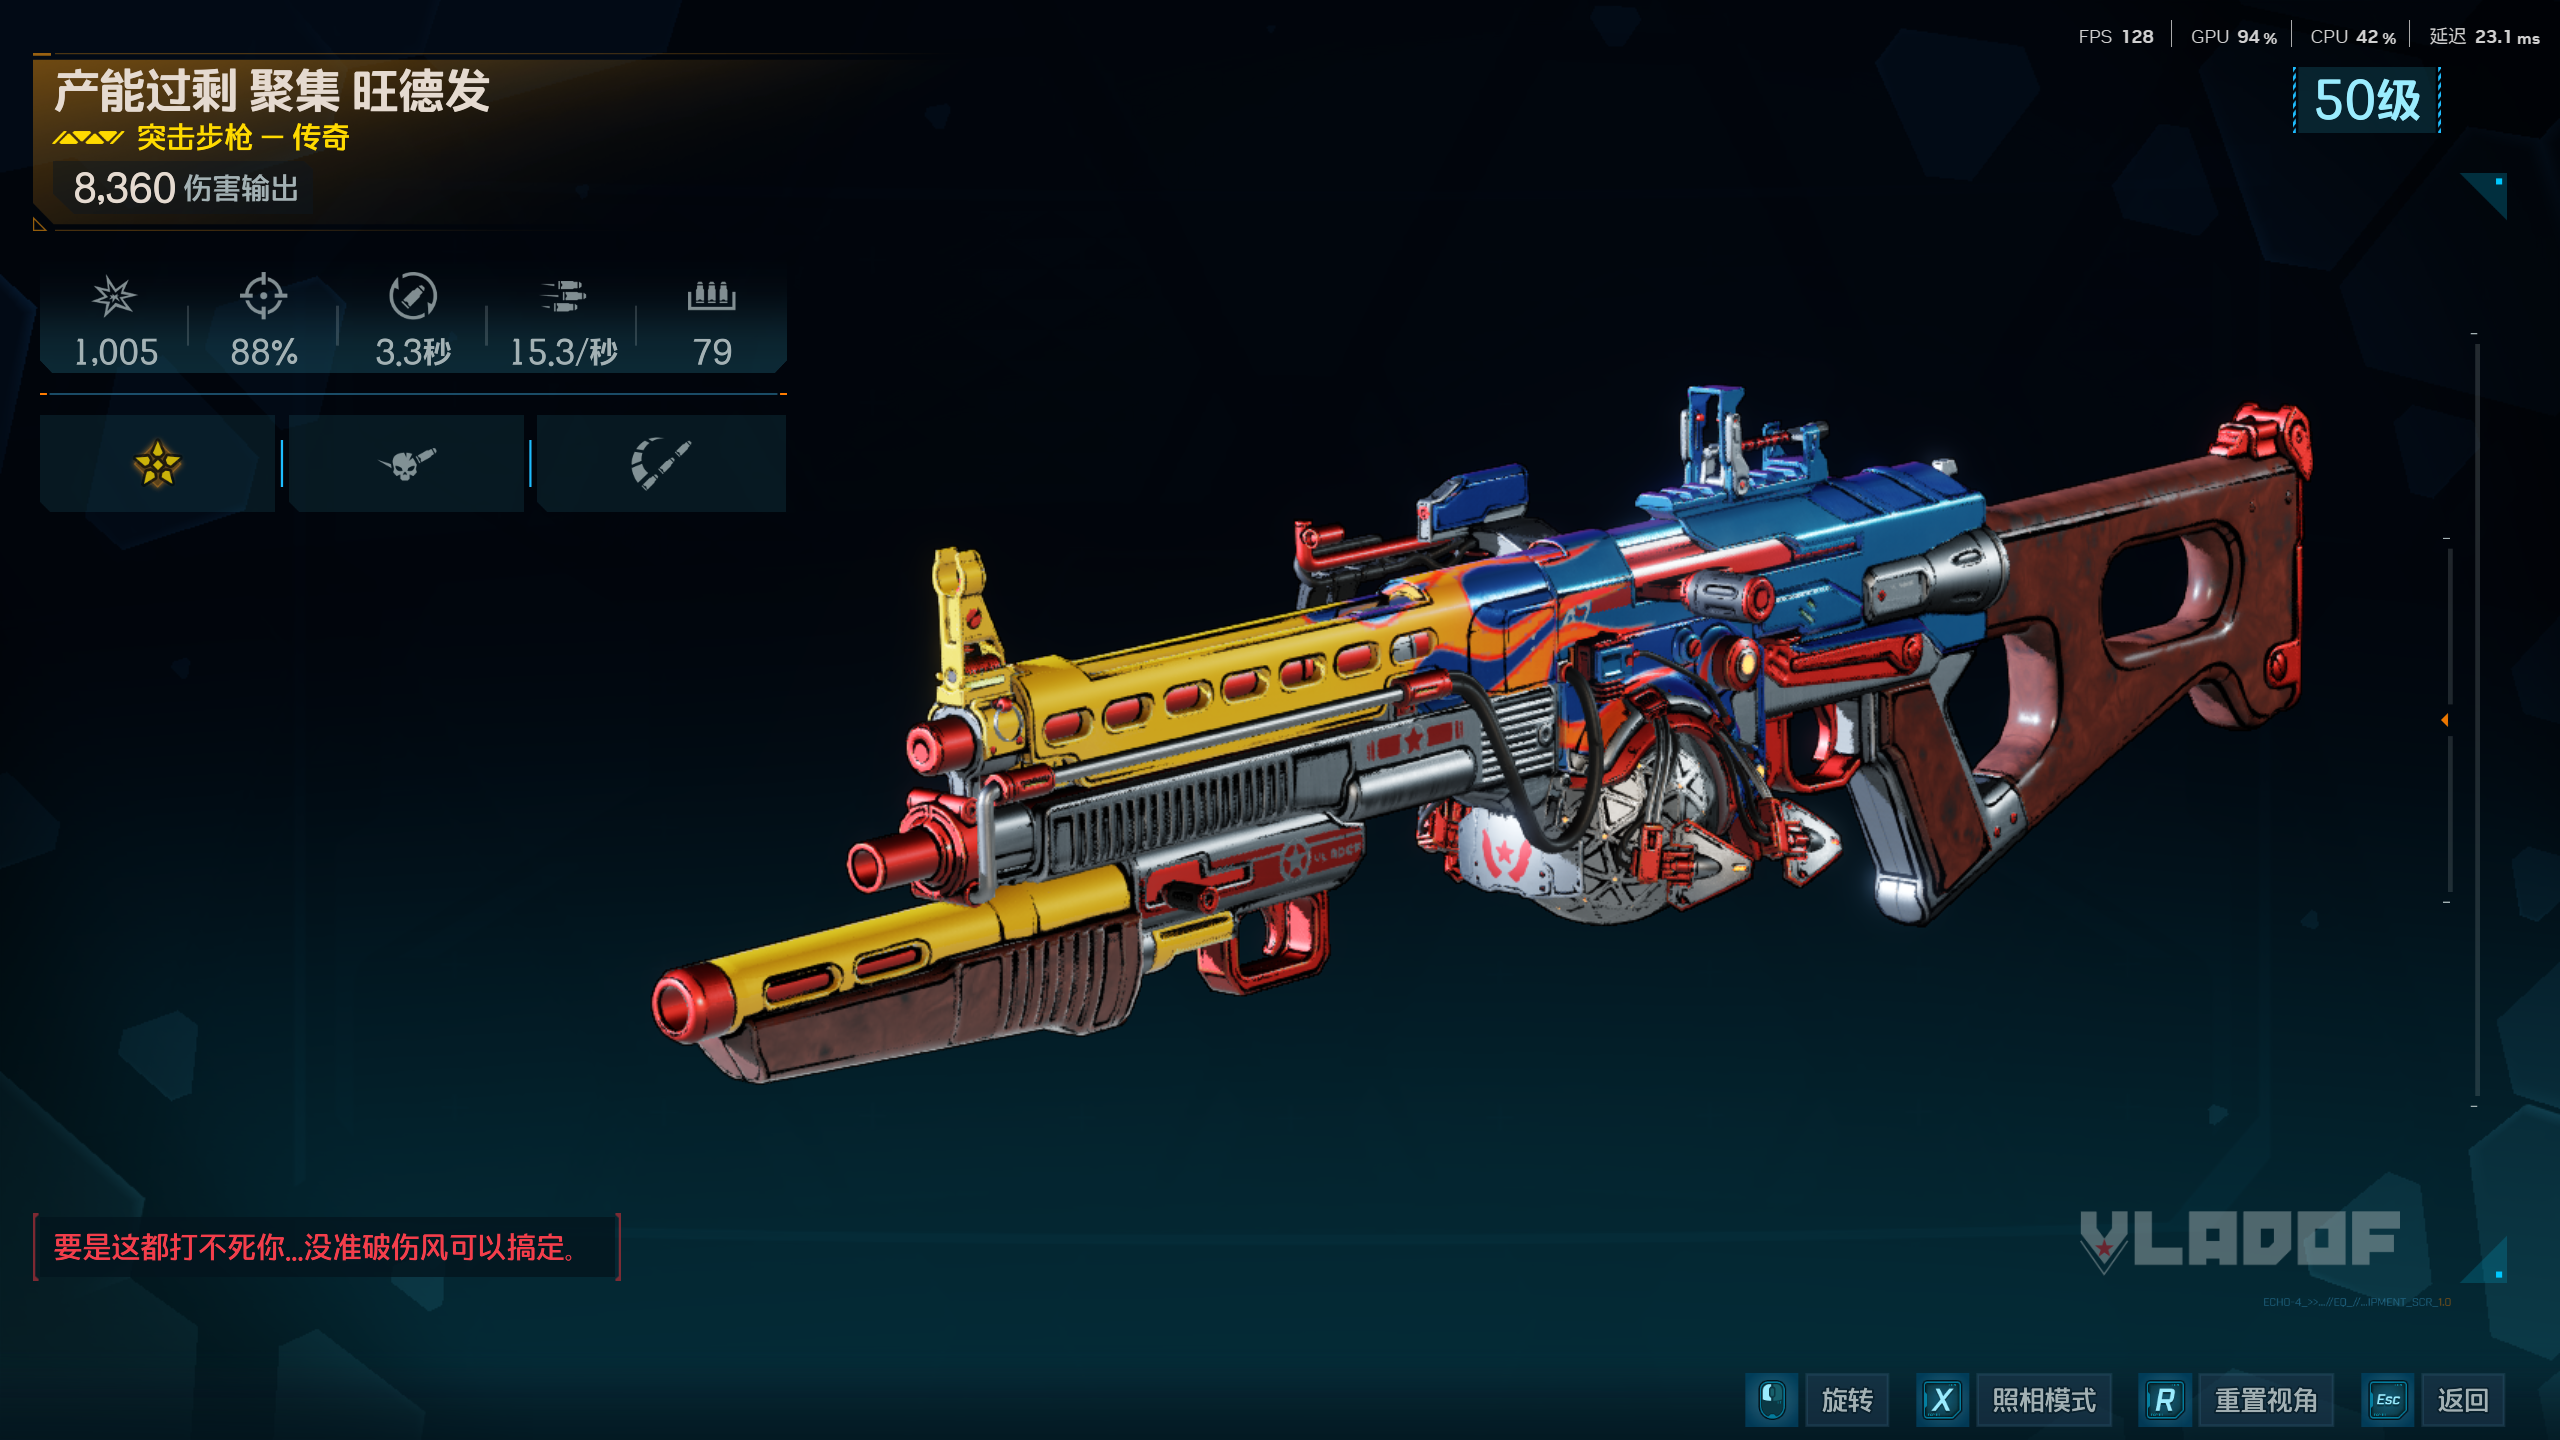 FPS 128 GPU 94% CPU 42% 延迟 23.1 ms
产能过剩 聚集 旺德发
50级
突击步枪 — 传奇
8,360 伤害输出
1,005 88% 3.3秒 15.3/秒 79
要是这都打不死你...没准破伤风可以搞定。
VLADOF
旋转 X 照相模式 R 重置视角 Esc 返回